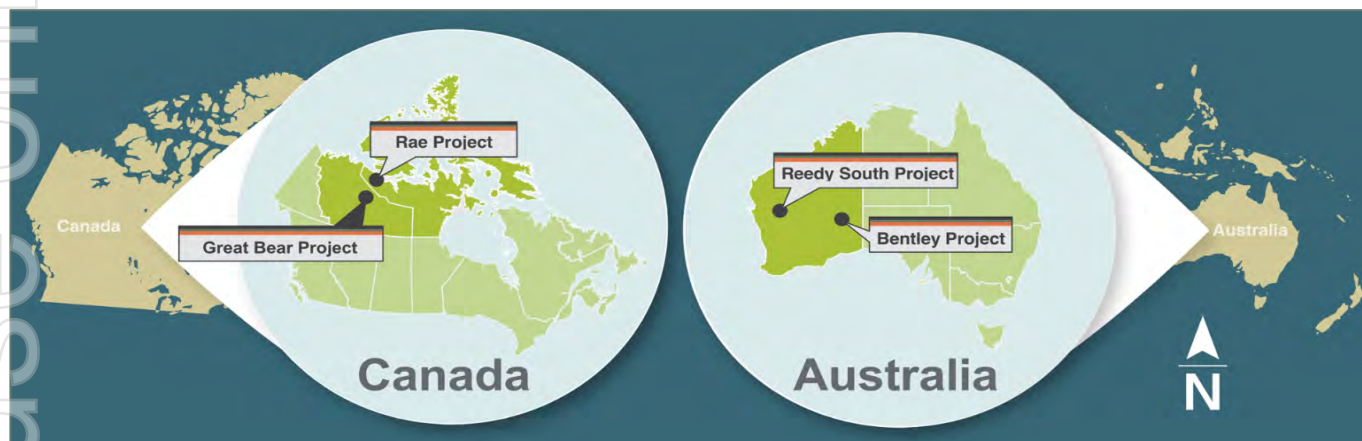 Canada
Rae Project
Great Bear Project
Canada
Reedy South Project
Bentley Project
Australia
Australia
N